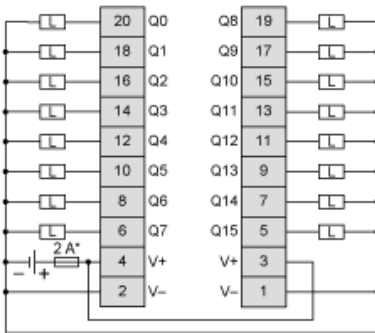 L 20 Q0 Q8 19 L
L 18 Q1 Q9 17 L
L 16 Q2 Q10 15 L
L 14 Q3 Q11 13 L
L 12 Q4 Q12 11 L
L 10 Q5 Q13 9 L
L 8 Q6 Q14 7 L
L 6 Q7 Q15 5 L
− + 2 A* 4 V+ V+ 3
2 V− V− 1